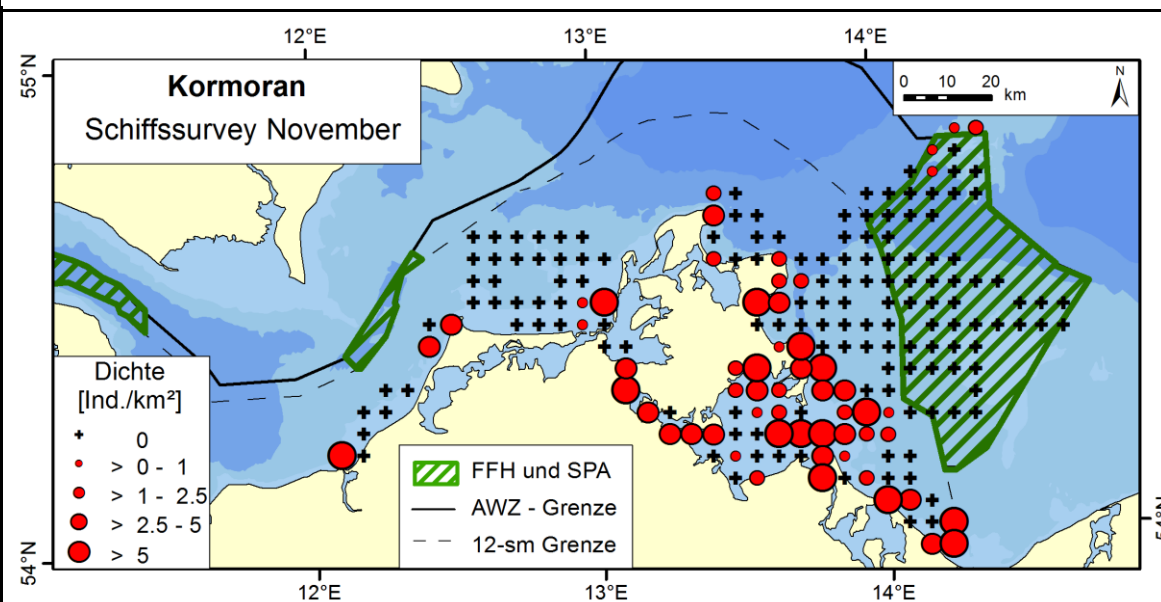 12°E 13°E 14°E
55°N
Kormoran
Schiffssurvey November
0 10 20
km
N
Dichte
[Ind./km²]
0
> 0 - 1
> 1 - 2.5
> 2.5 - 5
> 5
FFH und SPA
AWZ - Grenze
12-sm Grenze
54°N
54°N
12°E 13°E 14°E